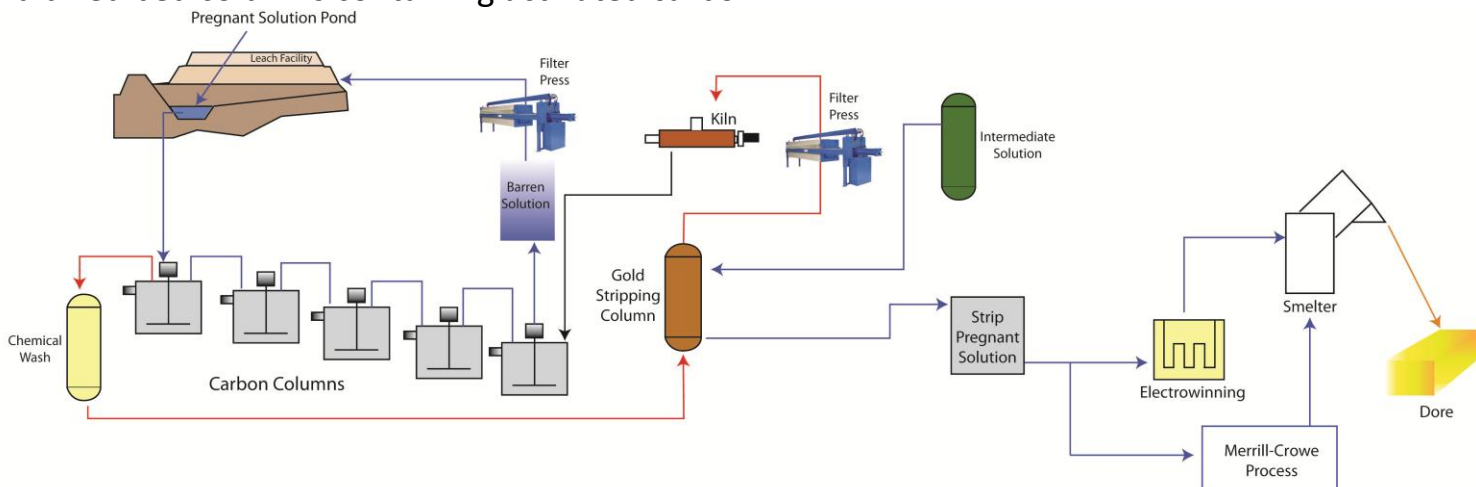 Pregnant Solution Pond
Leach Facility
Filter
Press
Kiln
Filter
Press
Intermediate
Solution
Barren
Solution
Gold
Stripping
Column
Strip
Pregnant
Solution
Smelter
Chemical
Wash
Carbon Columns
Electrowinning
Dore
Merrill-Crowe
Process